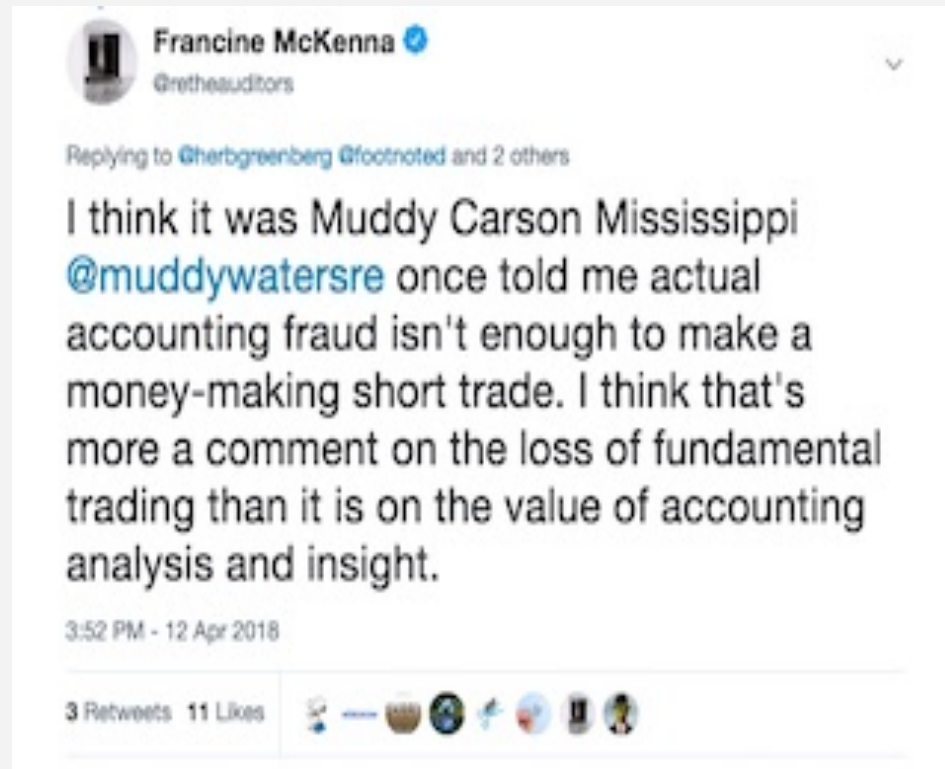 Francine McKenna
@retheauditors
Replying to @herbgreenberg @footnoted and 2 others
I think it was Muddy Carson Mississippi
@muddywatersre once told me actual
accounting fraud isn't enough to make a
money-making short trade. I think that's
more a comment on the loss of fundamental
trading than it is on the value of accounting
analysis and insight.
3:52 PM - 12 Apr 2018
3 Retweets 11 Likes